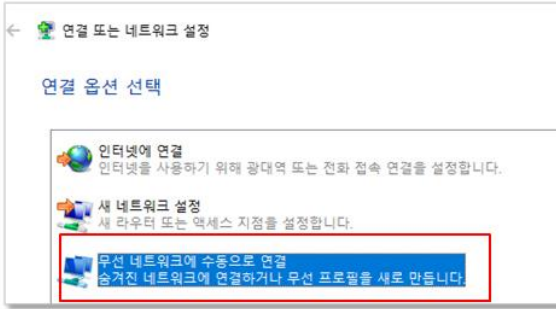 연결 또는 네트워크 설정
연결 옵션 선택
인터넷에 연결
인터넷을 사용하기 위해 광대역 또는 전화 접속 연결을 설정합니다.
새 네트워크 설정
새 라우터 또는 액세스 지점을 설정합니다.
무선 네트워크에 수동으로 연결
숨겨진 네트워크에 연결하거나 무선 프로필을 새로 만듭니다.